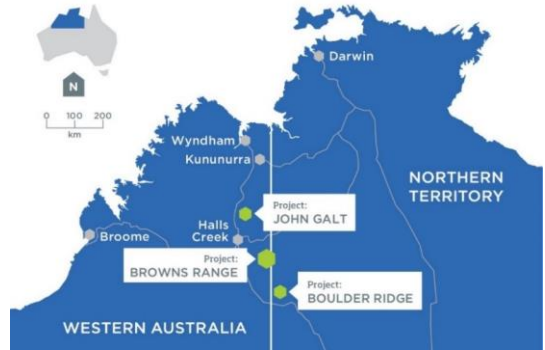 N
0 100 200
km
Darwin
Wyndham
Kununurra
NORTHERN
TERRITORY
Project:
JOHN GALT
Halls
Creek
Broome
Project:
BROWNS RANGE
Project:
BOULDER RIDGE
WESTERN AUSTRALIA